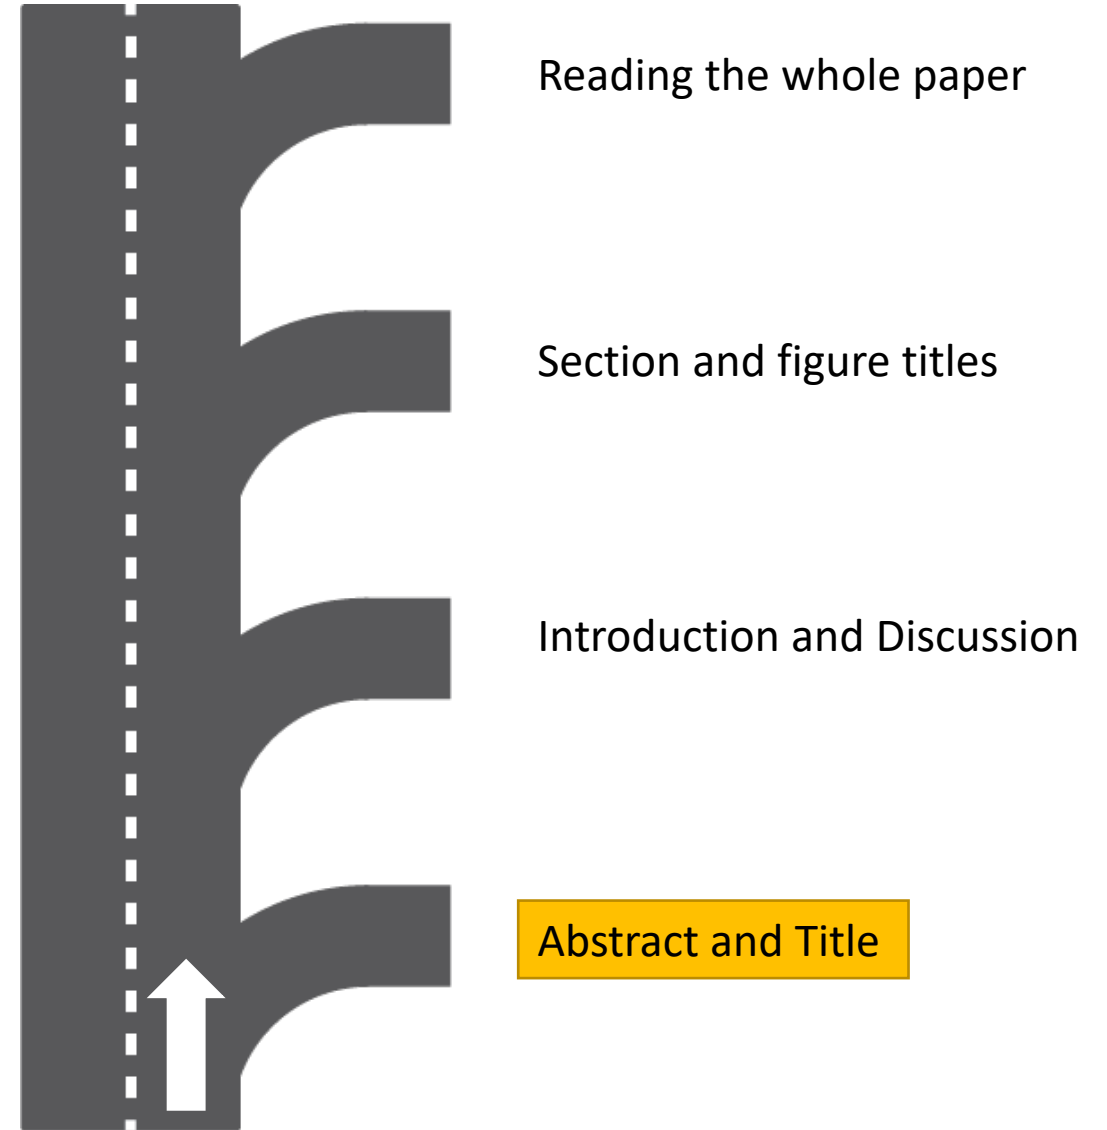 Reading the whole paper
Section and figure titles
Introduction and Discussion
Abstract and Title